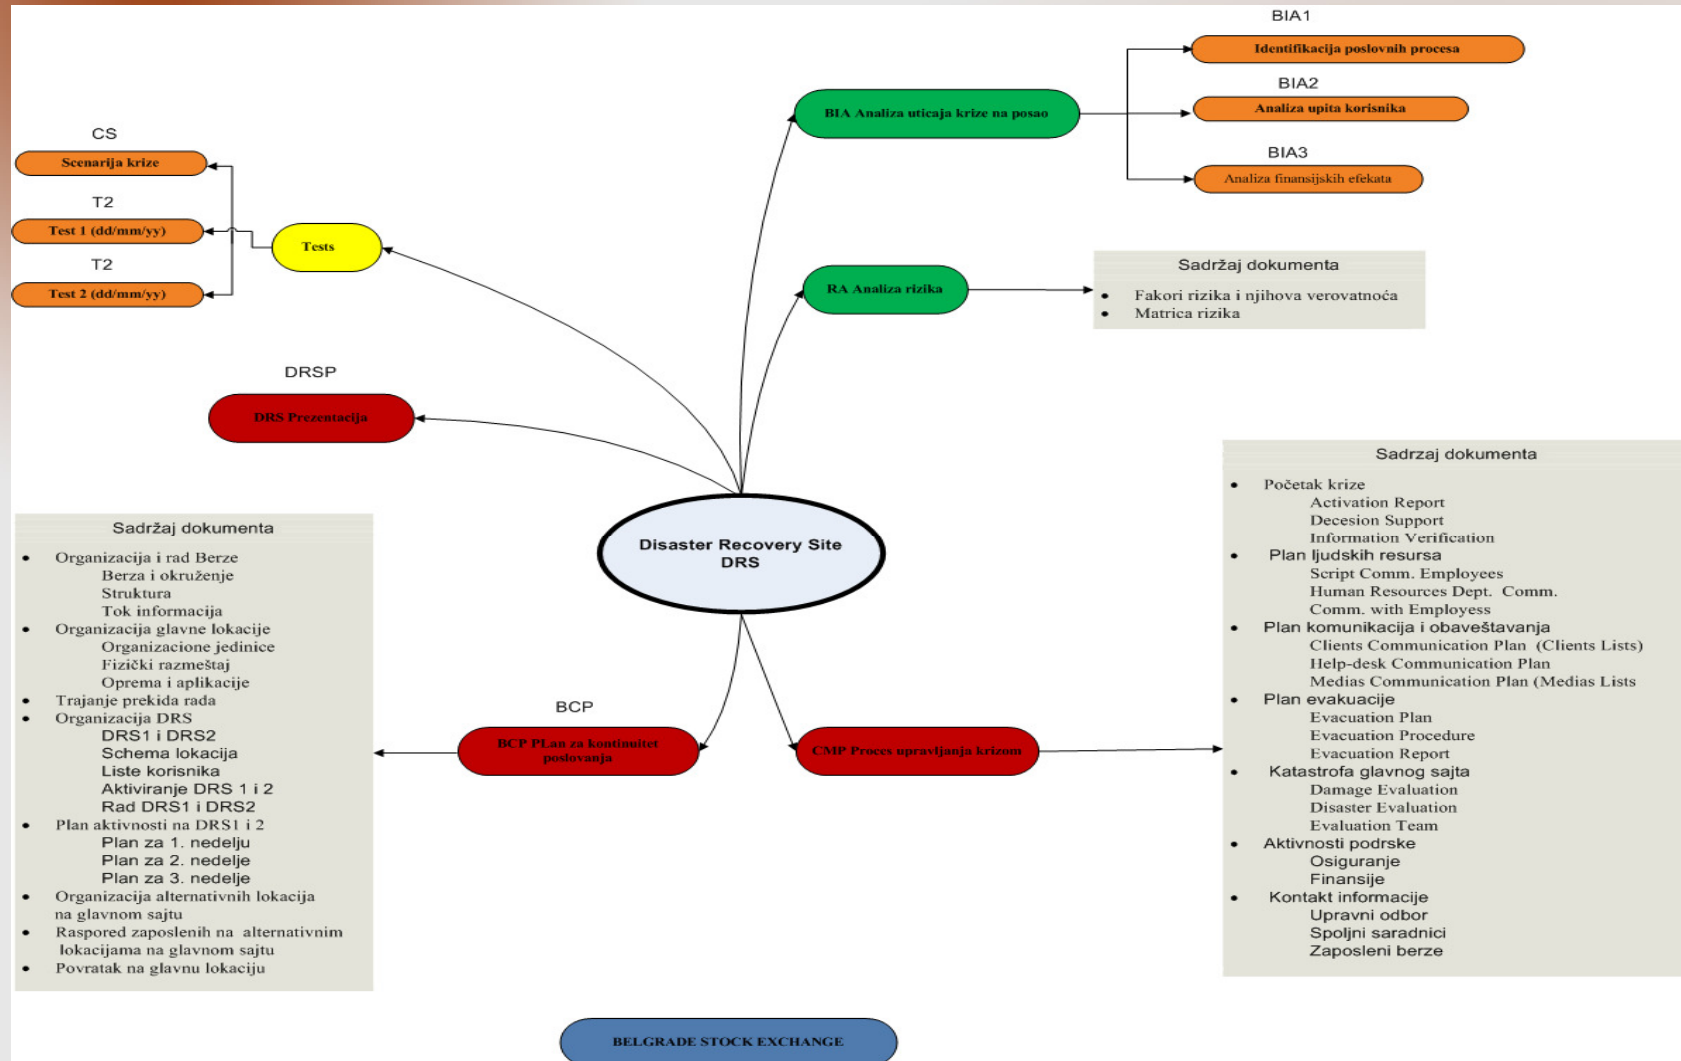 BIA1
Identifikacija poslovnih procesa
BIA2
BIA Analiza uticaja krize na posao
Analiza upita korisnika
BIA3
Analiza finansijskih efekata
CS
Scenarija krize
T2
Test 1 (dd/mm/yy)
Tests
T2
Test 2 (dd/mm/yy)
RA Analiza rizika
Sadržaj dokumenta
• Fakori rizika i njihova verovatnoća
• Matrica rizika
DRSP
DRS Prezentacija
Disaster Recovery Site
DRS
Sadržaj dokumenta
• Organizacija i rad Berze
Berza i okruženje
Struktura
Tok informacija
• Organizacija glavne lokacije
Organizacione jedinice
Fizički razmeštaj
Oprema i aplikacije
• Trajanje prekida rada
• Organizacija DRS
DRS1 i DRS2
Schema lokacija
Liste korisnika
Aktiviranje DRS 1 i 2
Rad DRS1 i DRS2
• Plan aktivnosti na DRS1 i 2
Plan za 1. nedelju
Plan za 2. nedelje
Plan za 3. nedelje
• Organizacija alternativnih lokacija
na glavnom sajtu
• Raspored zaposlenih na alternativnim
lokacijama na glavnom sajtu
• Povratak na glavnu lokaciju
BCP
BCP PLan za kontinuitet
poslovanja
CMP Proces upravljanja krizom
Sadrzaj dokumenta
• Početak krize
Activation Report
Decesion Support
Information Verification
• Plan ljudskih resursa
Script Comm. Employees
Human Resources Dept. Comm.
Comm. with Employess
• Plan komunikacija i obaveštavanja
Clients Communication Plan (Clients Lists)
Help-desk Communication Plan
Medias Communication Plan (Medias Lists
• Plan evakuacije
Evacuation Plan
Evacuation Procedure
Evacuation Report
• Katastrofa glavnog sajta
Damage Evaluation
Disaster Evaluation
Evaluation Team
• Aktivnosti podrske
Osiguranje
Finansije
• Kontakt informacije
Upravni odbor
Spoljni saradnici
Zaposleni berze
BELGRADE STOCK EXCHANGE